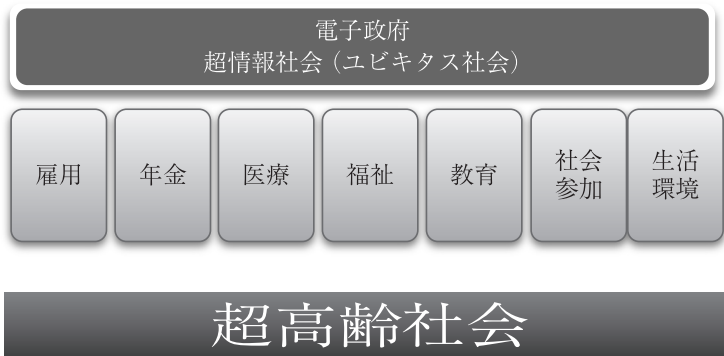 電子政府
超情報社会（ユビキタス社会）
雇用
年金
医療
福祉
教育
社会
参加
生活
環境
超高齢社会